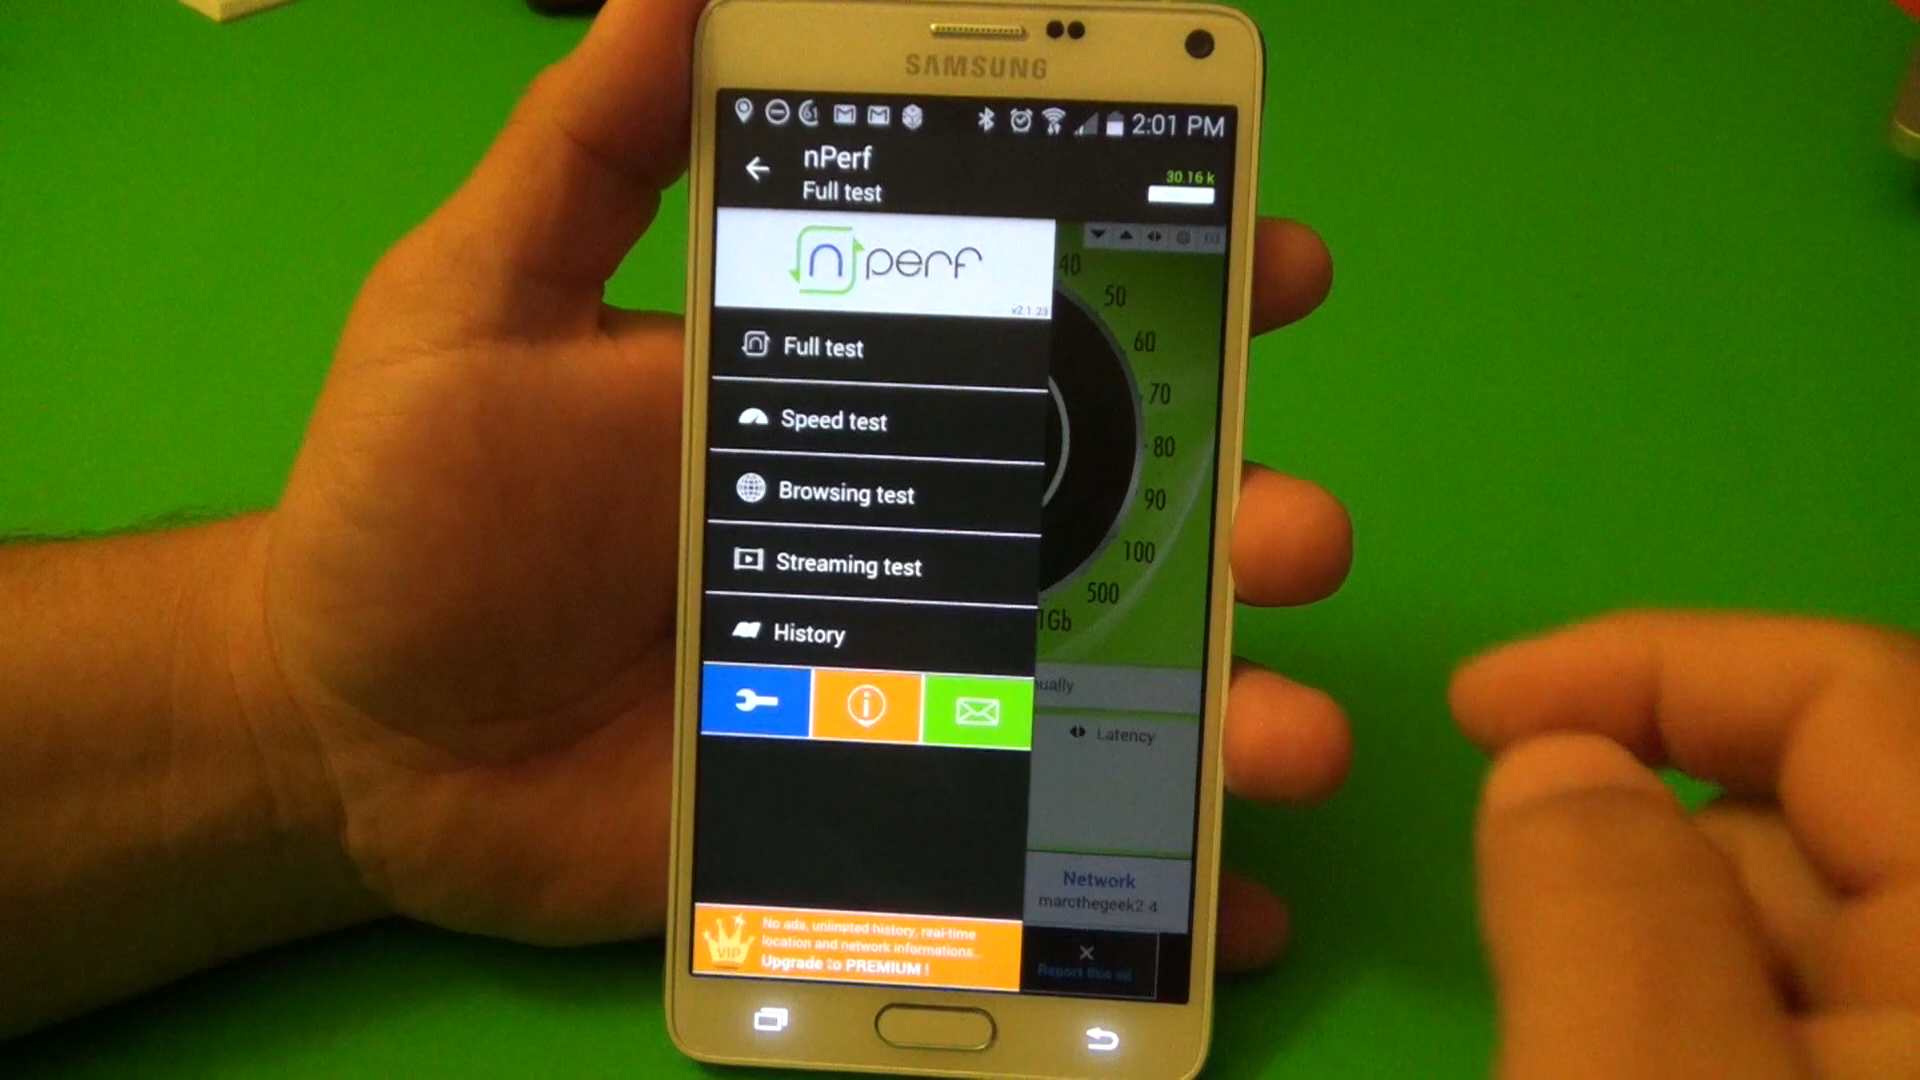 SAMSUNG
61
2:01 PM
nPerf
Full test
30.16 k
nperf
v2.1.23
Full test
Speed test
Browsing test
Streaming test
History
40
50
60
70
80
90
100
500
1Gb
ually
Latency
Network
marcthegeek2.4
VIP
No ads, unlimited history, real-time
location and network informations...
Upgrade to PREMIUM !
Report this ad